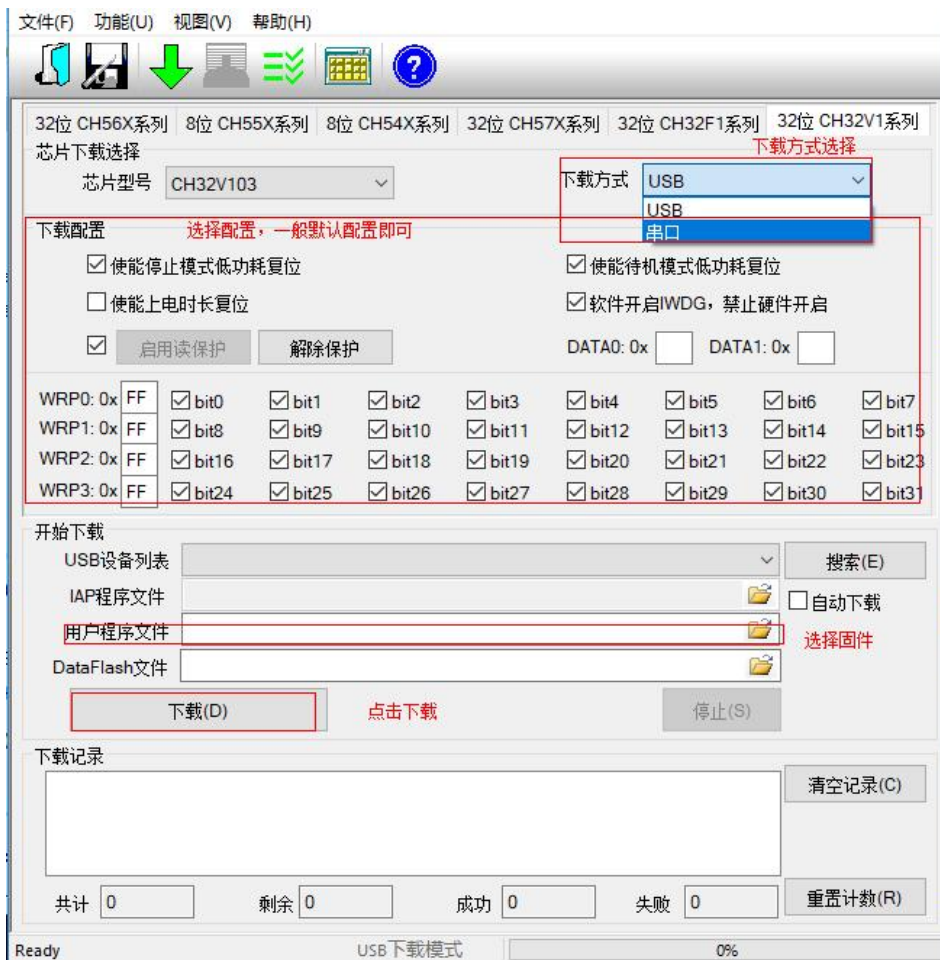 文件(F) 功能(U) 视图(V) 帮助(H)
32位 CH56X系列 8位 CH55X系列 8位 CH54X系列 32位 CH57X系列 32位 CH32F1系列 32位 CH32V1系列
芯片下载选择 下载方式选择
芯片型号 CH32V103 下载方式 USB
USB
串口
下载配置 选择配置，一般默认配置即可
使能停止模式低功耗复位 使能待机模式低功耗复位
使能上电时长复位 软件开启IWDG，禁止硬件开启
启用读保护 解除保护 DATA0: 0x DATA1: 0x
WRP0: 0x FF bit0 bit1 bit2 bit3 bit4 bit5 bit6 bit7
WRP1: 0x FF bit8 bit9 bit10 bit11 bit12 bit13 bit14 bit15
WRP2: 0x FF bit16 bit17 bit18 bit19 bit20 bit21 bit22 bit23
WRP3: 0x FF bit24 bit25 bit26 bit27 bit28 bit29 bit30 bit31
开始下载
USB设备列表 搜索(E)
IAP程序文件 自动下载
用户程序文件 选择固件
DataFlash文件
下载(D) 点击下载 停止(S)
下载记录
清空记录(C)
共计 0 剩余 0 成功 0 失败 0 重置计数(R)
Ready USB下载模式 0%